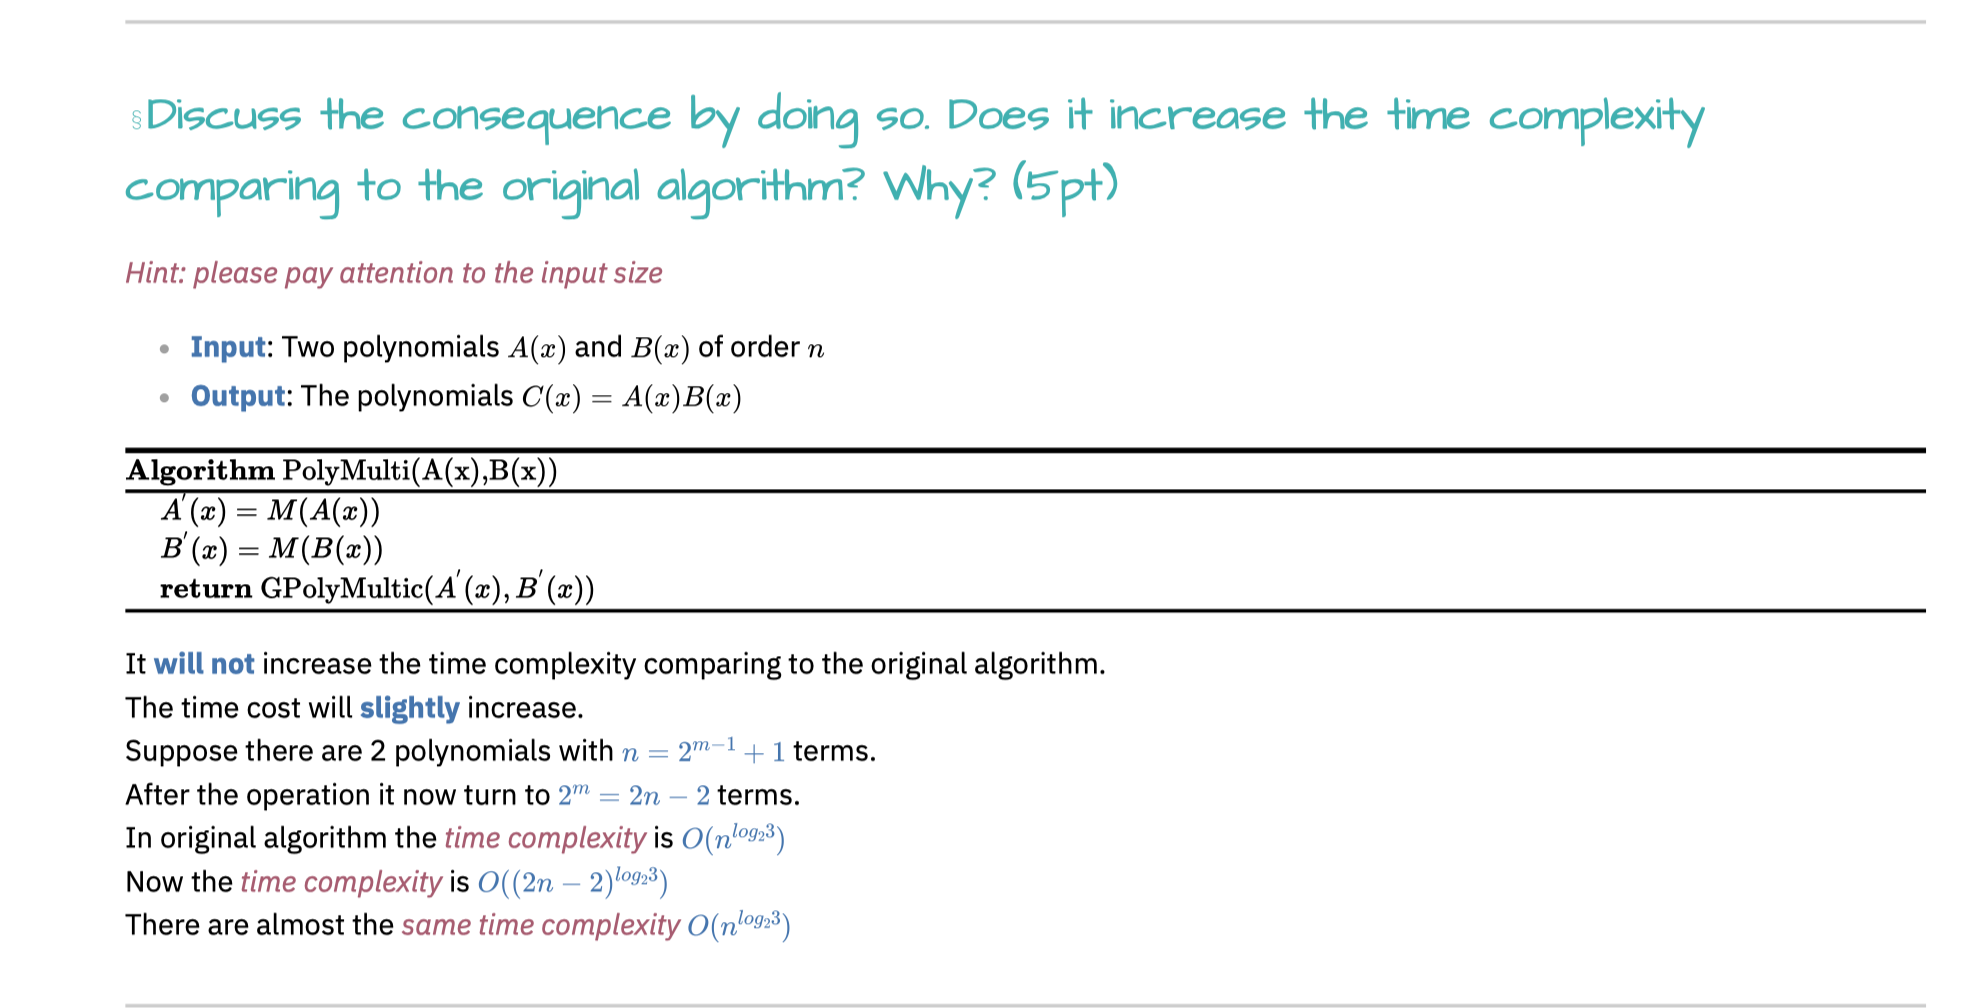 §Discuss the consequence by doing so. Does it increase the time complexity
comparing to the original algorithm? Why? (5pt)
Hint: please pay attention to the input size
• Input: Two polynomials A(x) and B(x) of order n
• Output: The polynomials C(x) = A(x)B(x)
Algorithm PolyMulti(A(x),B(x))
A′(x) = M(A(x))
B′(x) = M(B(x))
return GPolyMultic(A′(x), B′(x))
It will not increase the time complexity comparing to the original algorithm.
The time cost will slightly increase.
Suppose there are 2 polynomials with n = 2^{m−1} + 1 terms.
After the operation it now turn to 2^m = 2n − 2 terms.
In original algorithm the time complexity is O(n^{log_2 3})
Now the time complexity is O((2n − 2)^{log_2 3})
There are almost the same time complexity O(n^{log_2 3})